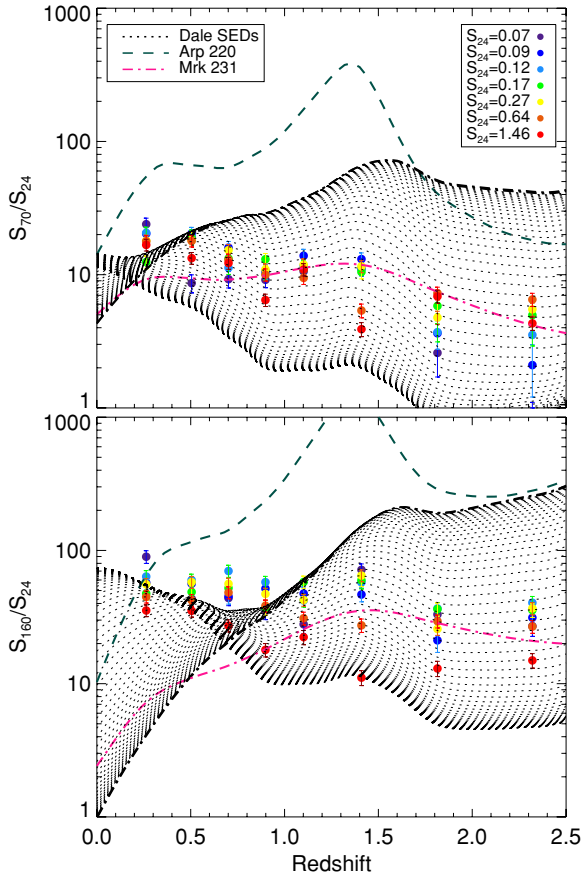 Dale SEDs
Arp 220
Mrk 231
S24=0.07
S24=0.09
S24=0.12
S24=0.17
S24=0.27
S24=0.64
S24=1.46
1000
100
10
1
S70/S24
1000
100
10
1
S160/S24
0.0 0.5 1.0 1.5 2.0 2.5
Redshift